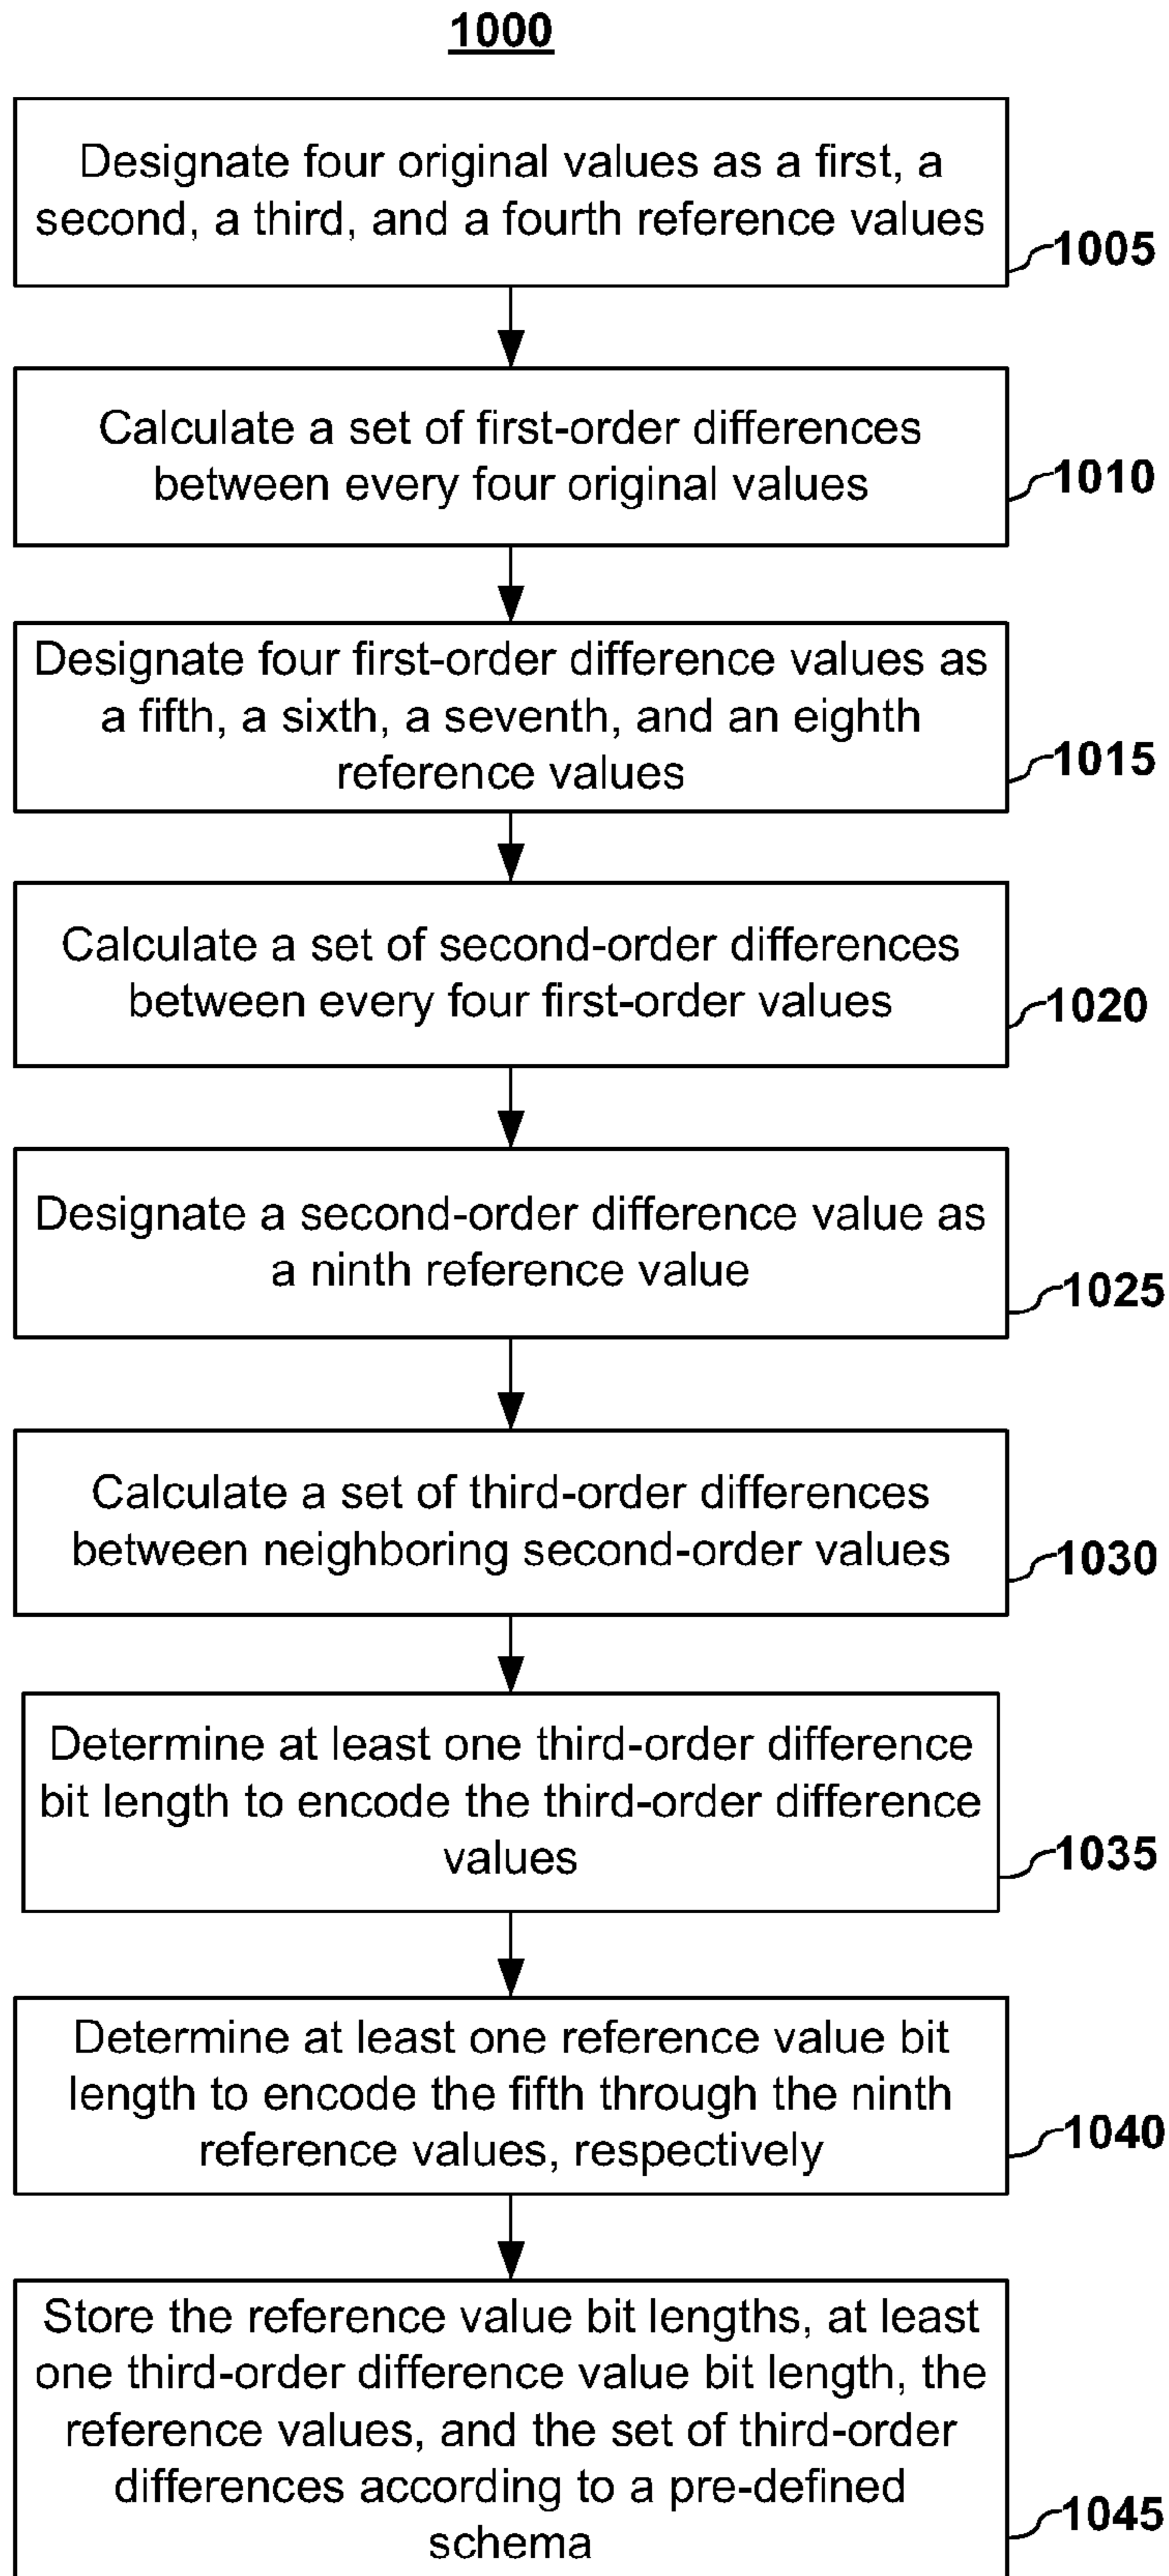 1000
Designate four original values as a first, a
second, a third, and a fourth reference values
1005
Calculate a set of first-order differences
between every four original values
1010
Designate four first-order difference values as
a fifth, a sixth, a seventh, and an eighth
reference values
1015
Calculate a set of second-order differences
between every four first-order values
1020
Designate a second-order difference value as
a ninth reference value
1025
Calculate a set of third-order differences
between neighboring second-order values
1030
Determine at least one third-order difference
bit length to encode the third-order difference
values
1035
Determine at least one reference value bit
length to encode the fifth through the ninth
reference values, respectively
1040
Store the reference value bit lengths, at least
one third-order difference value bit length, the
reference values, and the set of third-order
differences according to a pre-defined
schema
1045